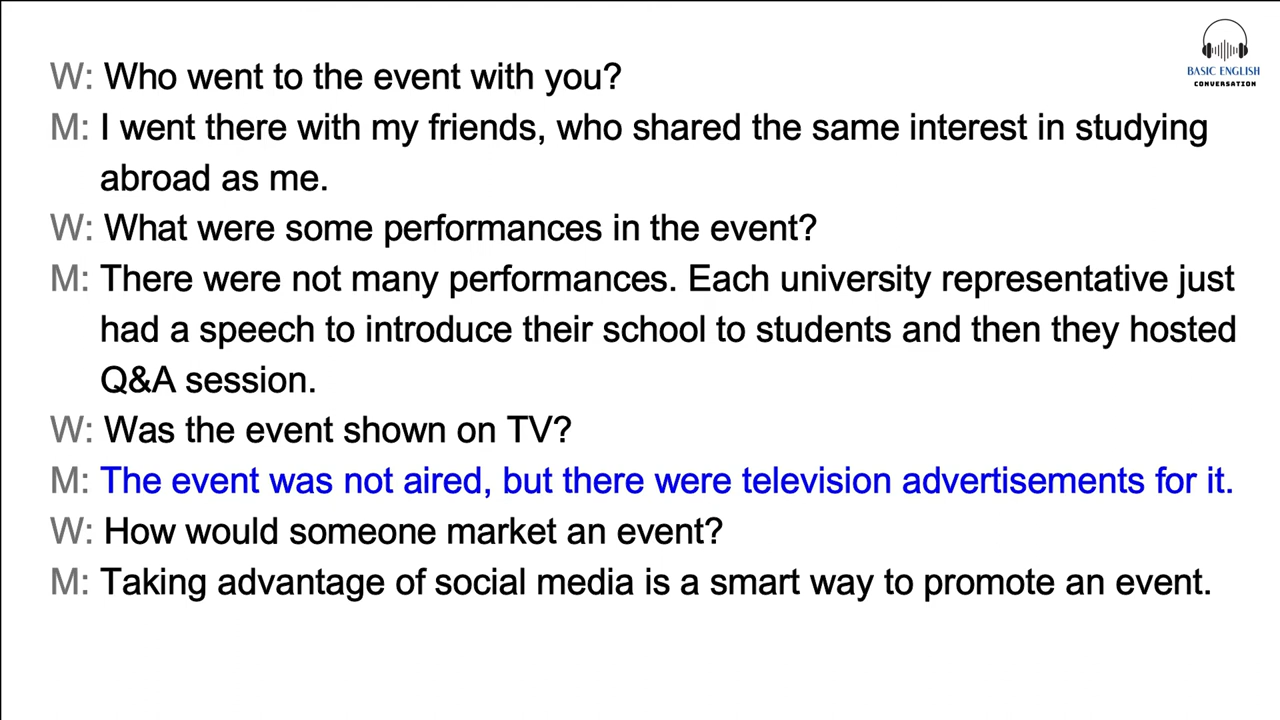 BASIC ENGLISH
CONVERSATION
W: Who went to the event with you?
M: I went there with my friends, who shared the same interest in studying
abroad as me.
W: What were some performances in the event?
M: There were not many performances. Each university representative just
had a speech to introduce their school to students and then they hosted
Q&A session.
W: Was the event shown on TV?
M: The event was not aired, but there were television advertisements for it.
W: How would someone market an event?
M: Taking advantage of social media is a smart way to promote an event.